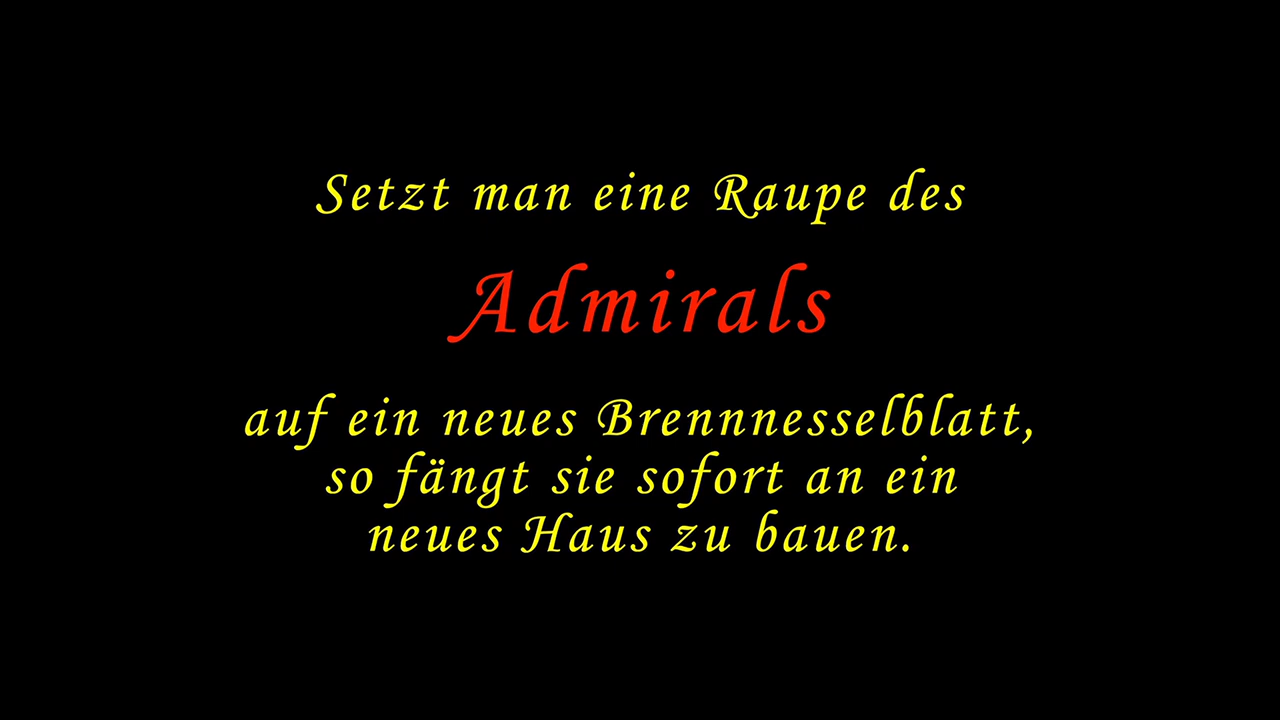 Setzt man eine Raupe des
Admirals
auf ein neues Brennnesselblatt,
so fängt sie sofort an ein
neues Haus zu bauen.